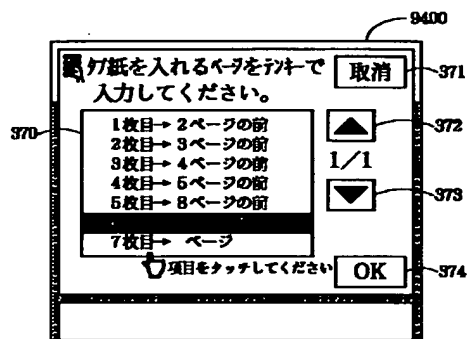 9400
タブ紙を入れるページをテンキーで
入力してください。
取消
371
370
1枚目→2ページの前
2枚目→3ページの前
3枚目→4ページの前
4枚目→5ページの前
5枚目→8ページの前
7枚目→ ページ
372
1/1
373
項目をタッチしてください
OK
374